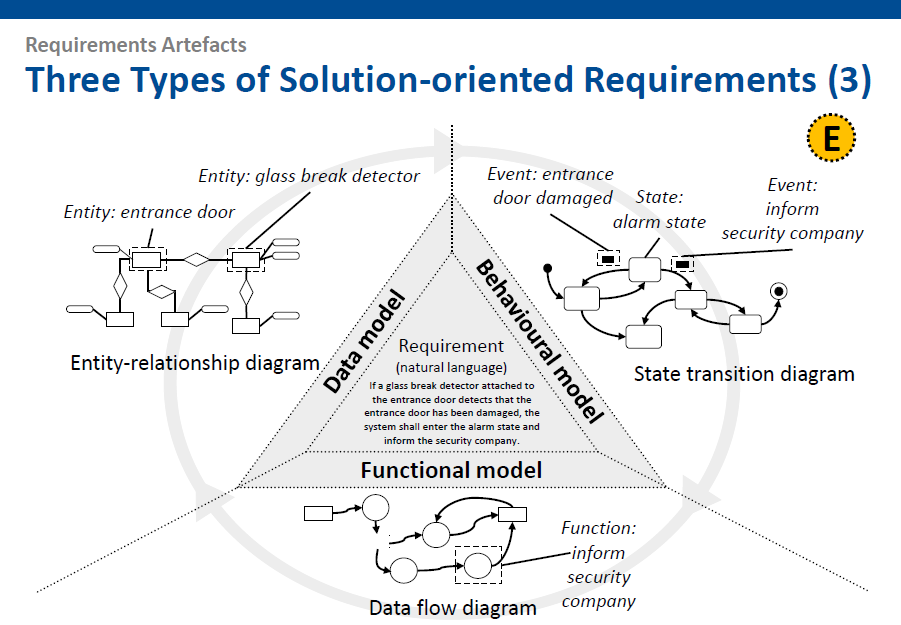 Requirements Artefacts
Three Types of Solution-oriented Requirements (3)
E
Entity: glass break detector
Entity: entrance door
Event: entrance
door damaged
State:
alarm state
Event:
inform
security company
Entity-relationship diagram
State transition diagram
Data model
Behavioural model
Requirement
(natural language)
If a glass break detector attached to
the entrance door detects that the
entrance door has been damaged, the
system shall enter the alarm state and
inform the security company.
Functional model
Function:
inform
security
company
Data flow diagram